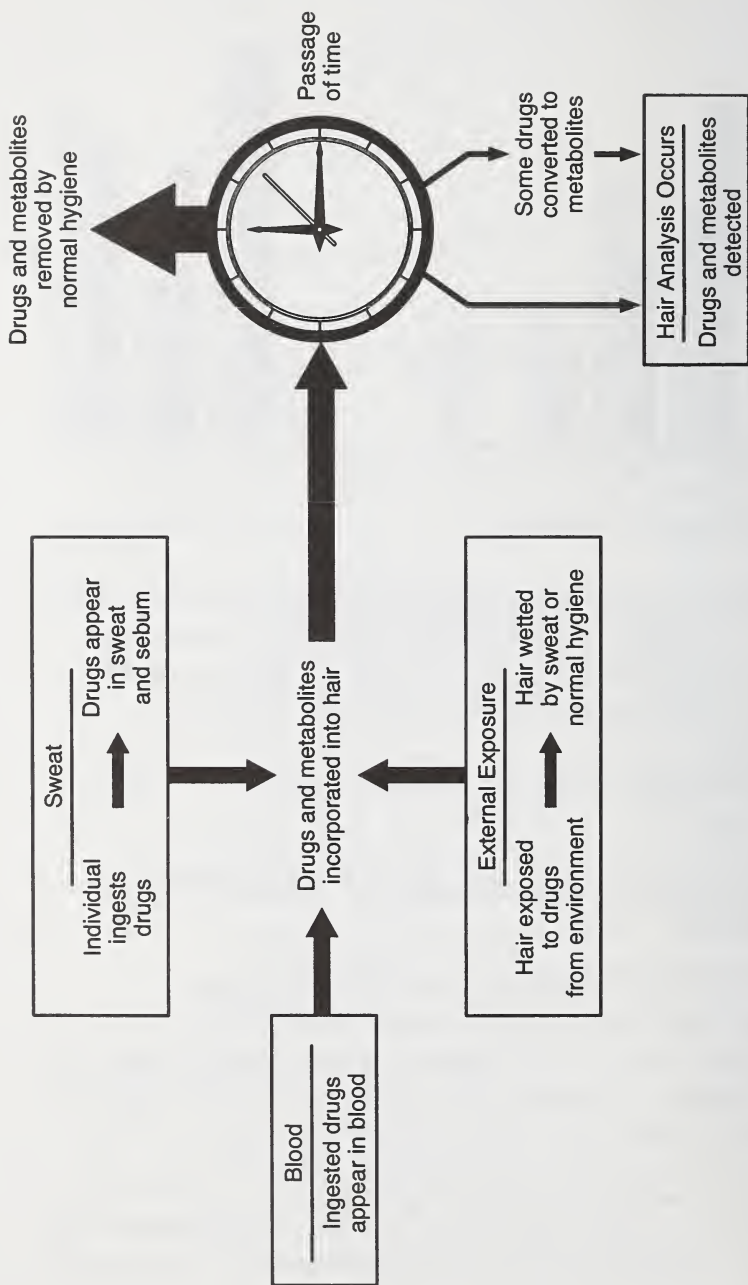 Sweat
Individual
ingests
drugs
Drugs appear
in sweat
and sebum
Blood
Ingested drugs
appear in blood
Drugs and metabolites
incorporated into hair
External Exposure
Hair exposed
to drugs
from environment
Hair wetted
by sweat or
normal hygiene
Drugs and metabolites
removed by
normal hygiene
Passage
of time
Some drugs
converted to
metabolites
Hair Analysis Occurs
Drugs and metabolites
detected